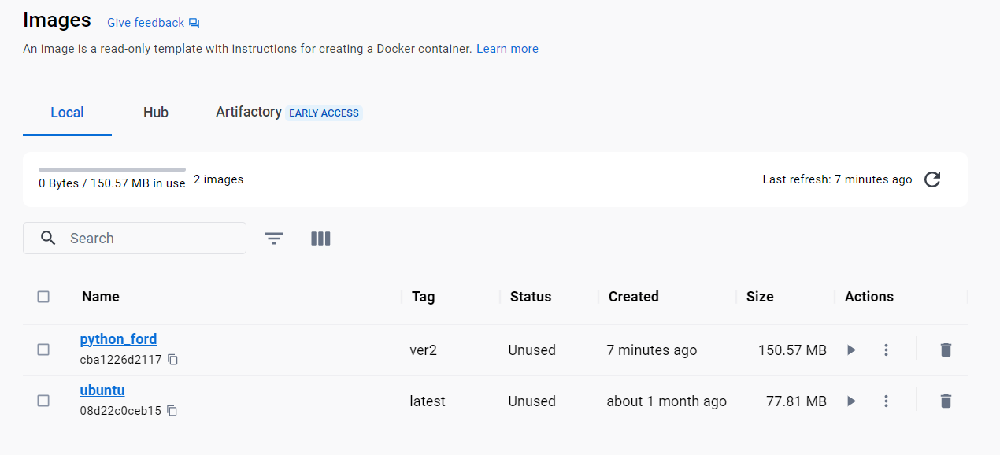 Images Give feedback
An image is a read-only template with instructions for creating a Docker container. Learn more
Local Hub Artifactory EARLY ACCESS
0 Bytes / 150.57 MB in use 2 images Last refresh: 7 minutes ago
Search
Name Tag Status Created Size Actions
python_ford
cba1226d2117 ver2 Unused 7 minutes ago 150.57 MB
ubuntu
08d22c0ceb15 latest Unused about 1 month ago 77.81 MB